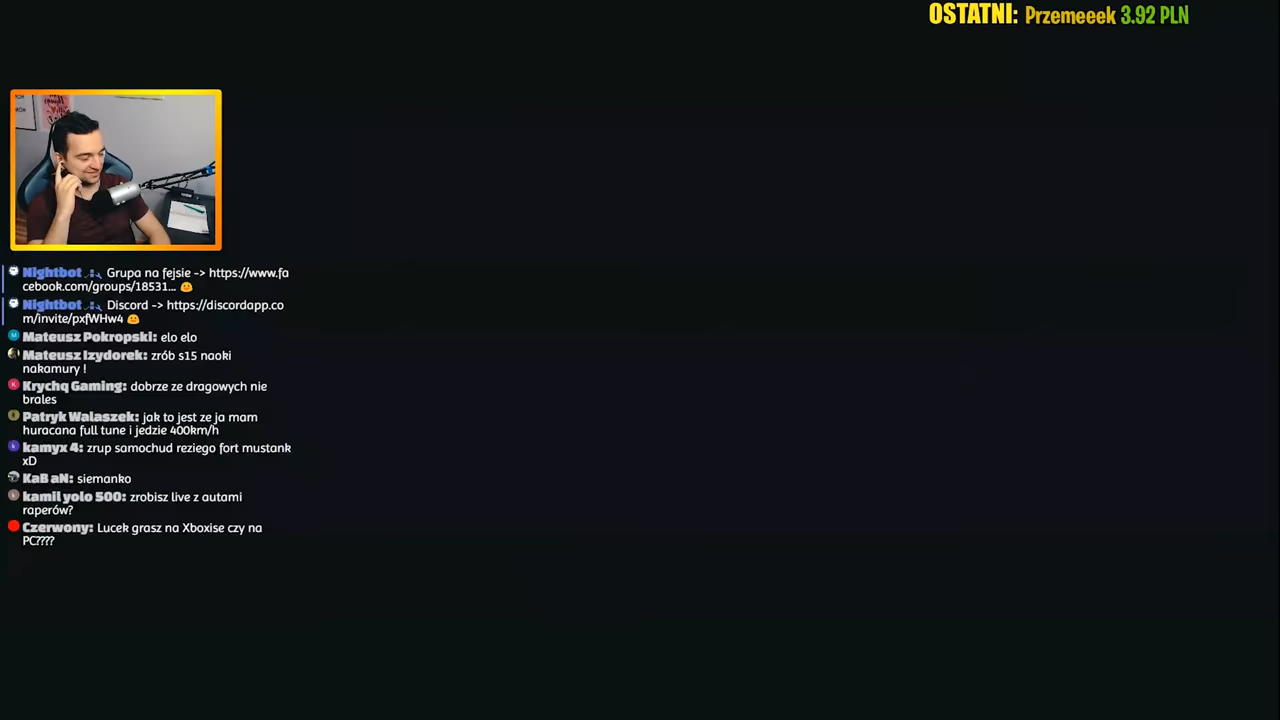 OSTATNI: Przemeeek 3.92 PLN
Nightbot Grupa na fejsie -> https://www.fa
cebook.com/groups/18531...
Nightbot Discord -> https://discordapp.co
m/invite/pxfWHw4
Mateusz Pokropski: elo elo
Mateusz Izydorek: zrób s15 naoki
nakamury !
Krychq Gaming: dobrze ze dragowych nie
brales
Patryk Walaszek: jak to jest ze ja mam
huracana full tune i jedzie 400km/h
kamyx 4: zrup samochud reziego fort mustank
xD
KaB aN: siemanko
kamil yolo 500: zrobisz live z autami
raperów?
Czerwony: Lucek grasz na Xboxise czy na
PC????